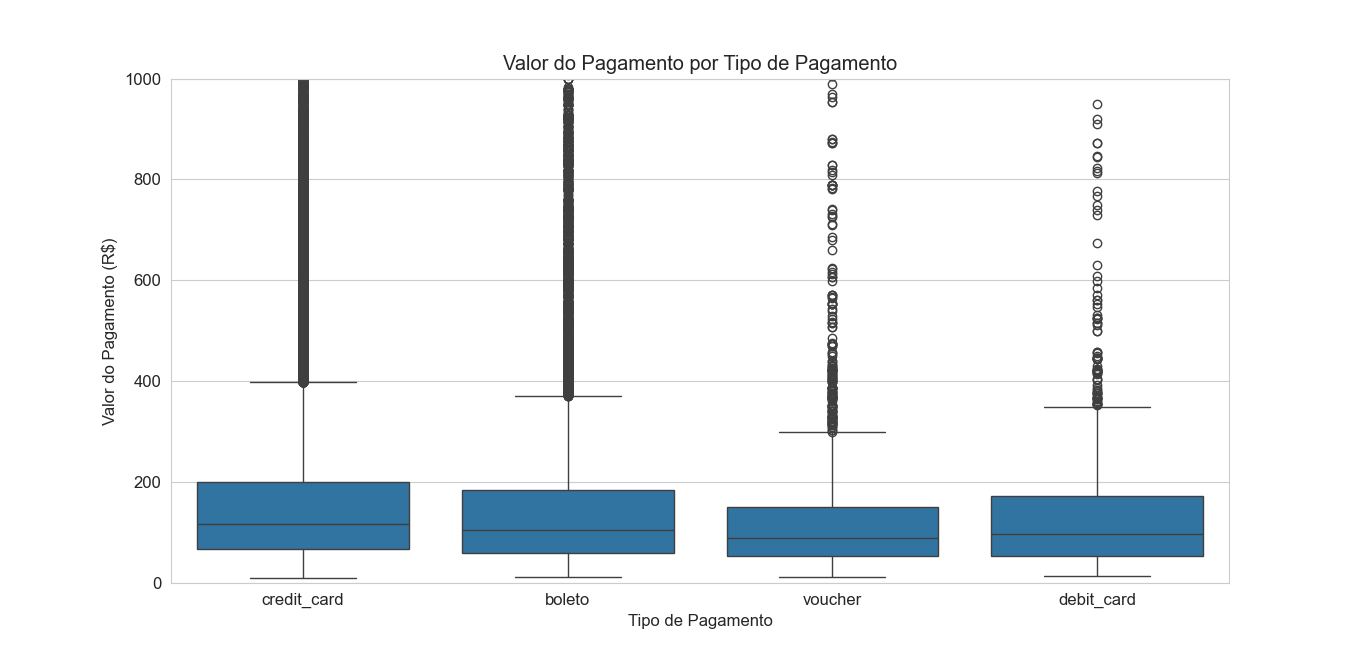 Valor do Pagamento por Tipo de Pagamento
Valor do Pagamento (R$)
1000
800
600
400
200
0
credit_card boleto voucher debit_card
Tipo de Pagamento